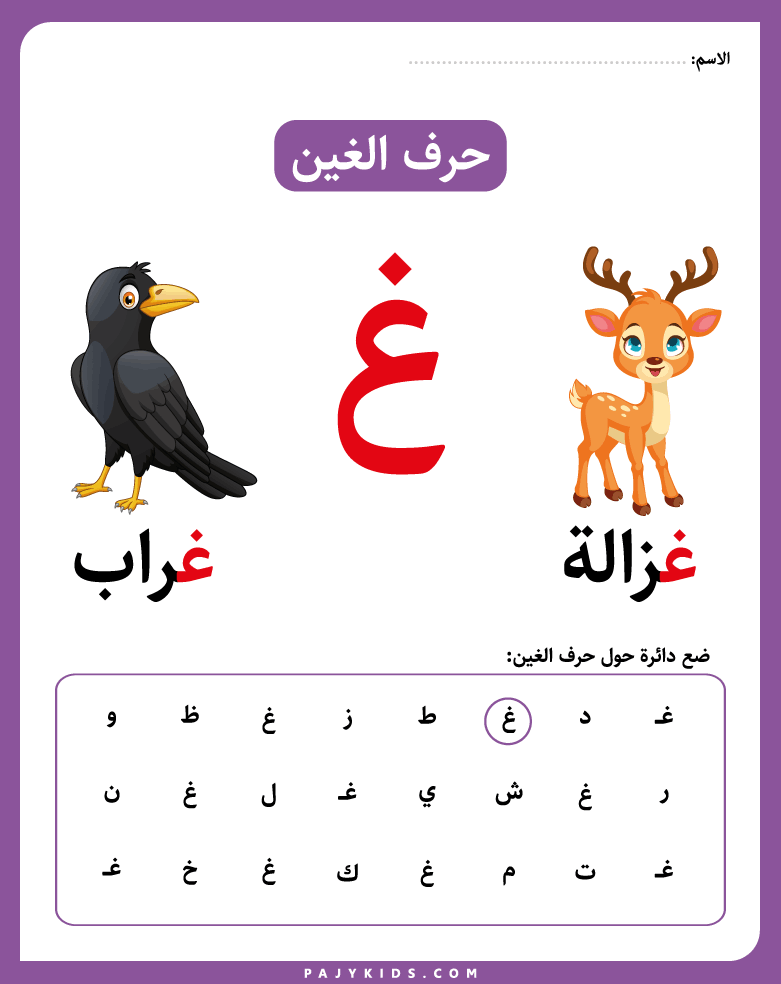 الاسم: ................................................
حرف الغين
غ
غزالة غراب
ضع دائرة حول حرف الغين:
غـ د غ ط ز غ ظ و
ر غ ش ي غـ ل غ ن
غـ ت م غ ك غ خ غـ
PAJYKIDS.COM